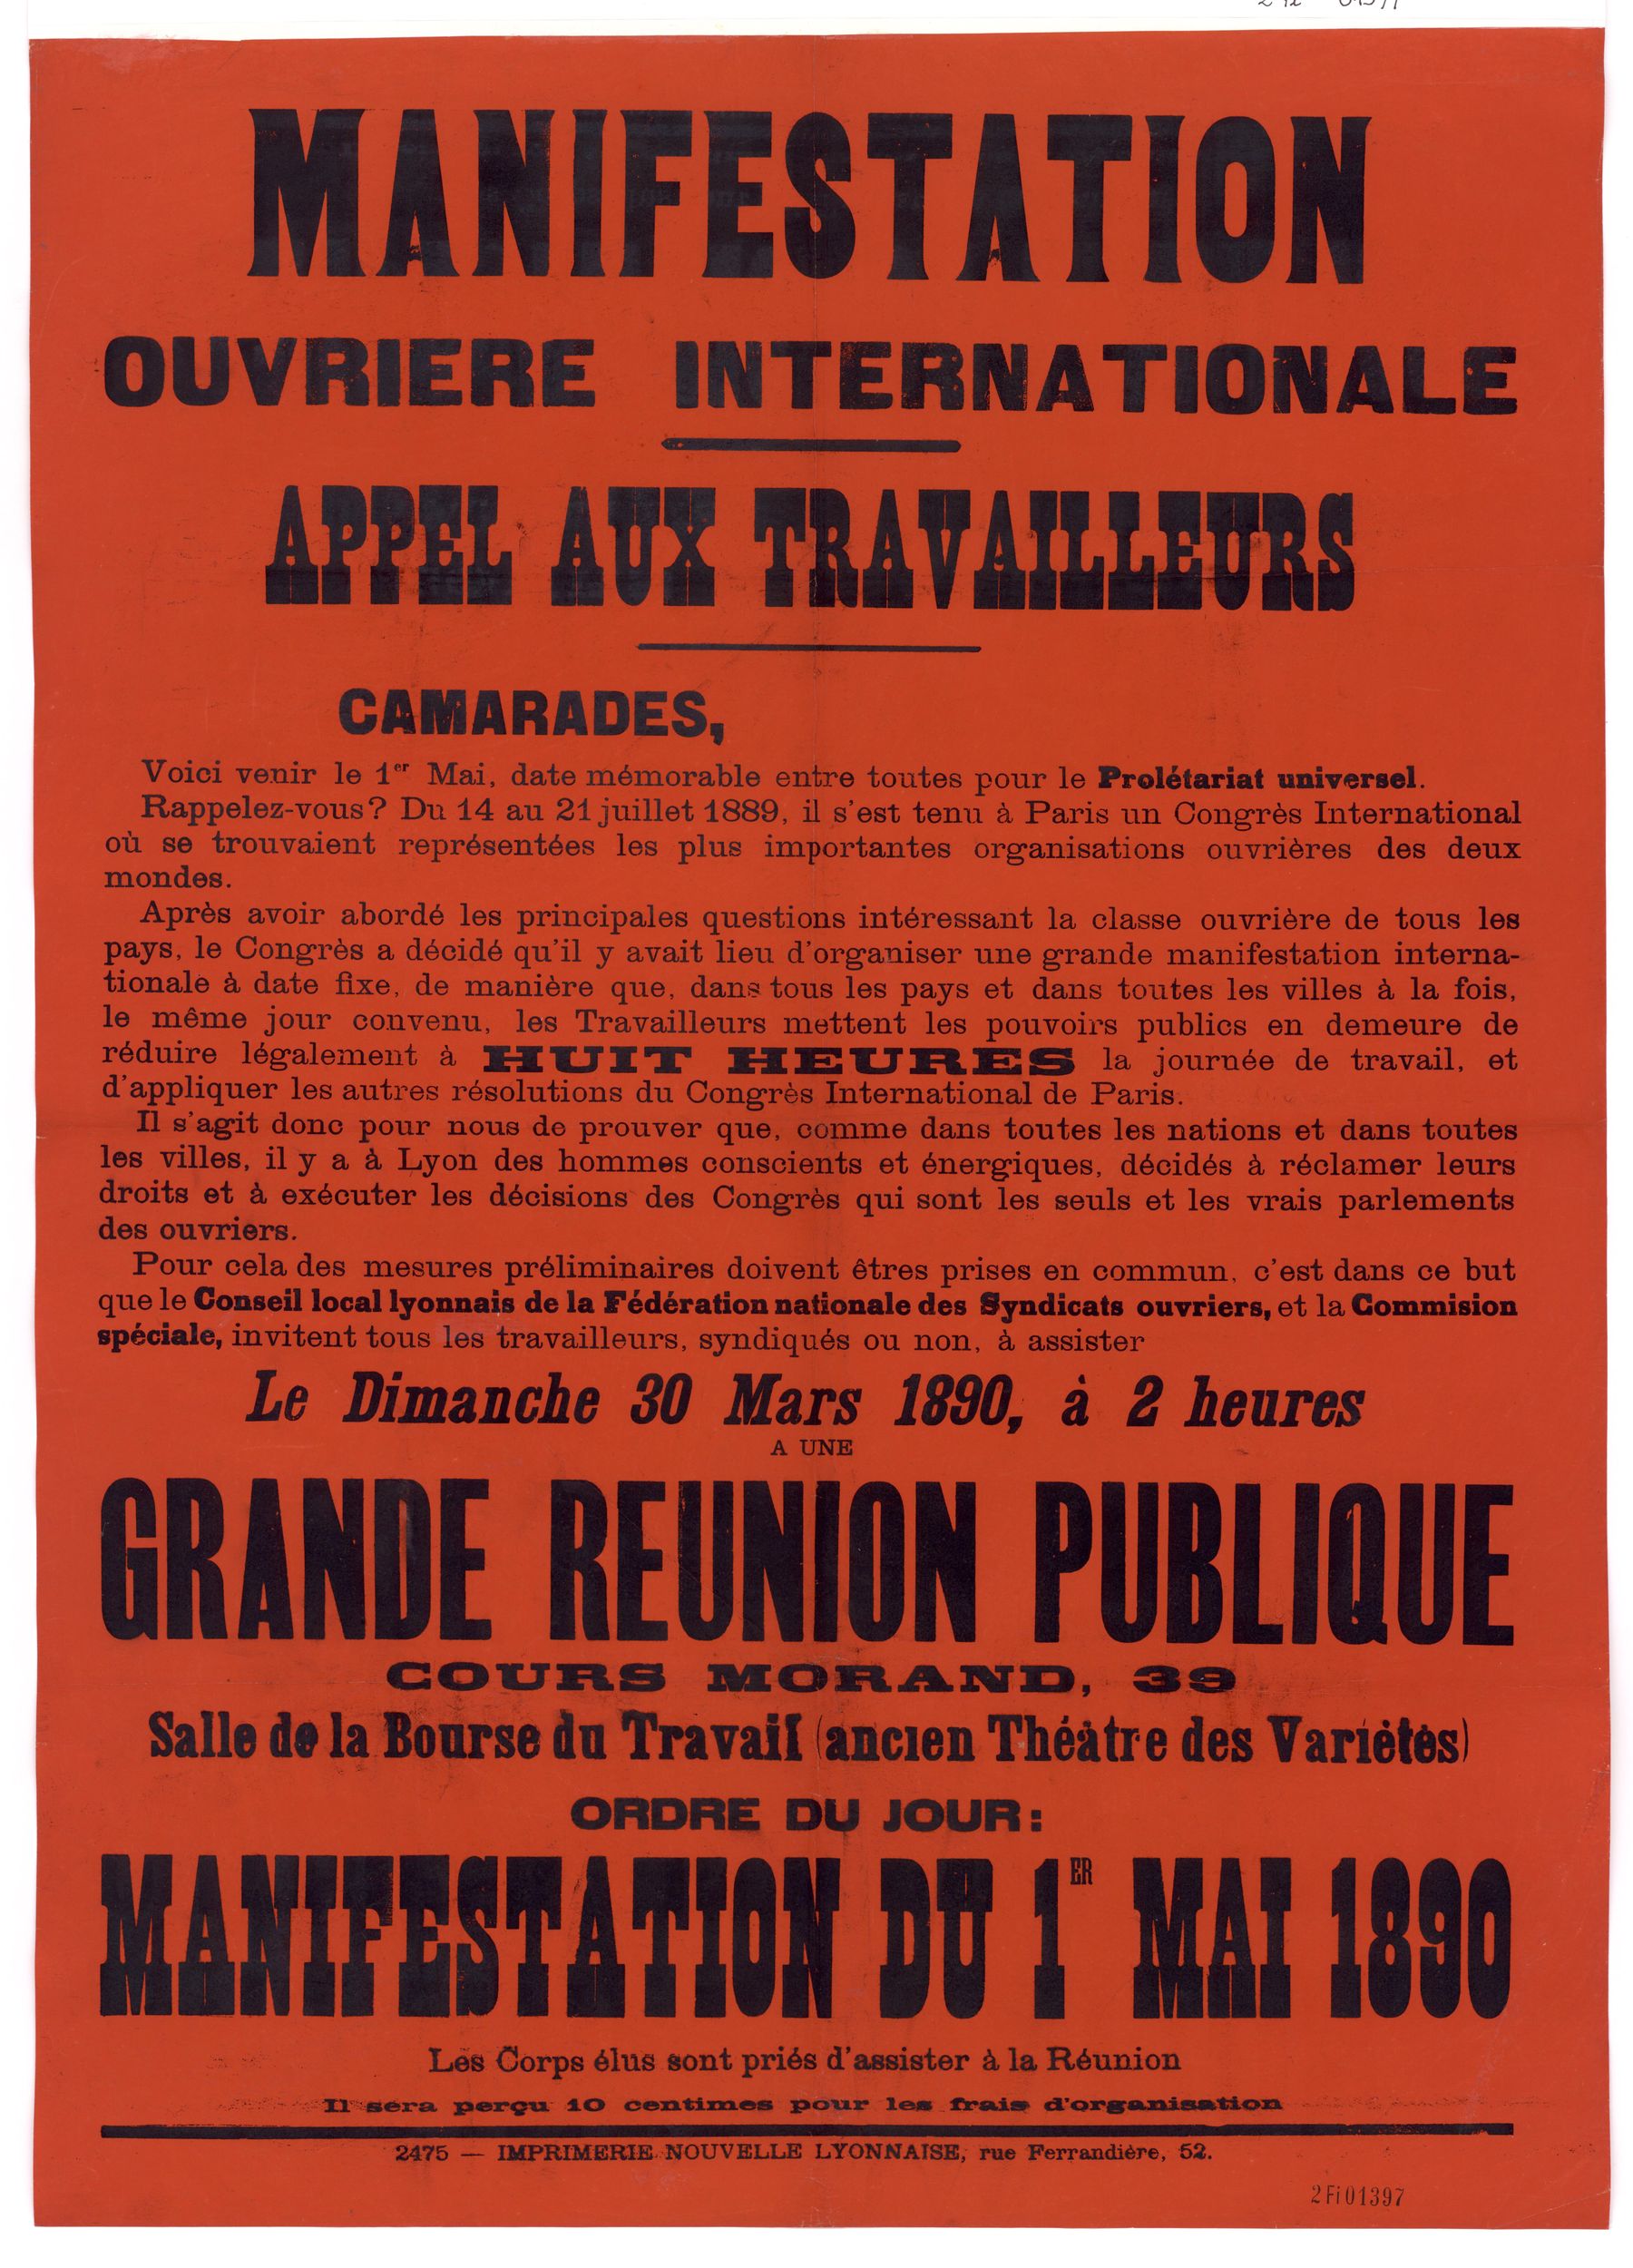 MANIFESTATION
OUVRIERE INTERNATIONALE
APPEL AUX TRAVAILLEURS
CAMARADES,
Voici venir le 1er Mai, date mémorable entre toutes pour le Prolétariat universel.
Rappelez-vous? Du 14 au 21 juillet 1889, il s'est tenu à Paris un Congrès International
où se trouvaient représentées les plus importantes organisations ouvrières des deux
mondes.
Après avoir abordé les principales questions intéressant la classe ouvrière de tous les
pays, le Congrès a décidé qu'il y avait lieu d'organiser une grande manifestation interna-
tionale à date fixe, de manière que, dans tous les pays et dans toutes les villes à la fois,
le même jour convenu, les Travailleurs mettent les pouvoirs publics en demeure de
réduire légalement à HUIT HEURES la journée de travail, et
d'appliquer les autres résolutions du Congrès International de Paris.
Il s'agit donc pour nous de prouver que, comme dans toutes les nations et dans toutes
les villes, il y a à Lyon des hommes conscients et énergiques, décidés à réclamer leurs
droits et à exécuter les décisions des Congrès qui sont les seuls et les vrais parlements
des ouvriers.
Pour cela des mesures préliminaires doivent êtres prises en commun, c'est dans ce but
que le Conseil local lyonnais de la Fédération nationale des Syndicats ouvriers, et la Commision
spéciale, invitent tous les travailleurs, syndiqués ou non, à assister
Le Dimanche 30 Mars 1890, à 2 heures
A UNE
GRANDE REUNION PUBLIQUE
COURS MORAND, 39
Salle de la Bourse du Travail (ancien Théâtre des Variétés)
ORDRE DU JOUR:
MANIFESTATION DU 1ER MAI 1890
Les Corps élus sont priés d'assister à la Réunion
Il sera perçu 10 centimes pour les frais d'organisation
2475 — IMPRIMERIE NOUVELLE LYONNAISE, rue Ferrandière, 52.
2Fi01397